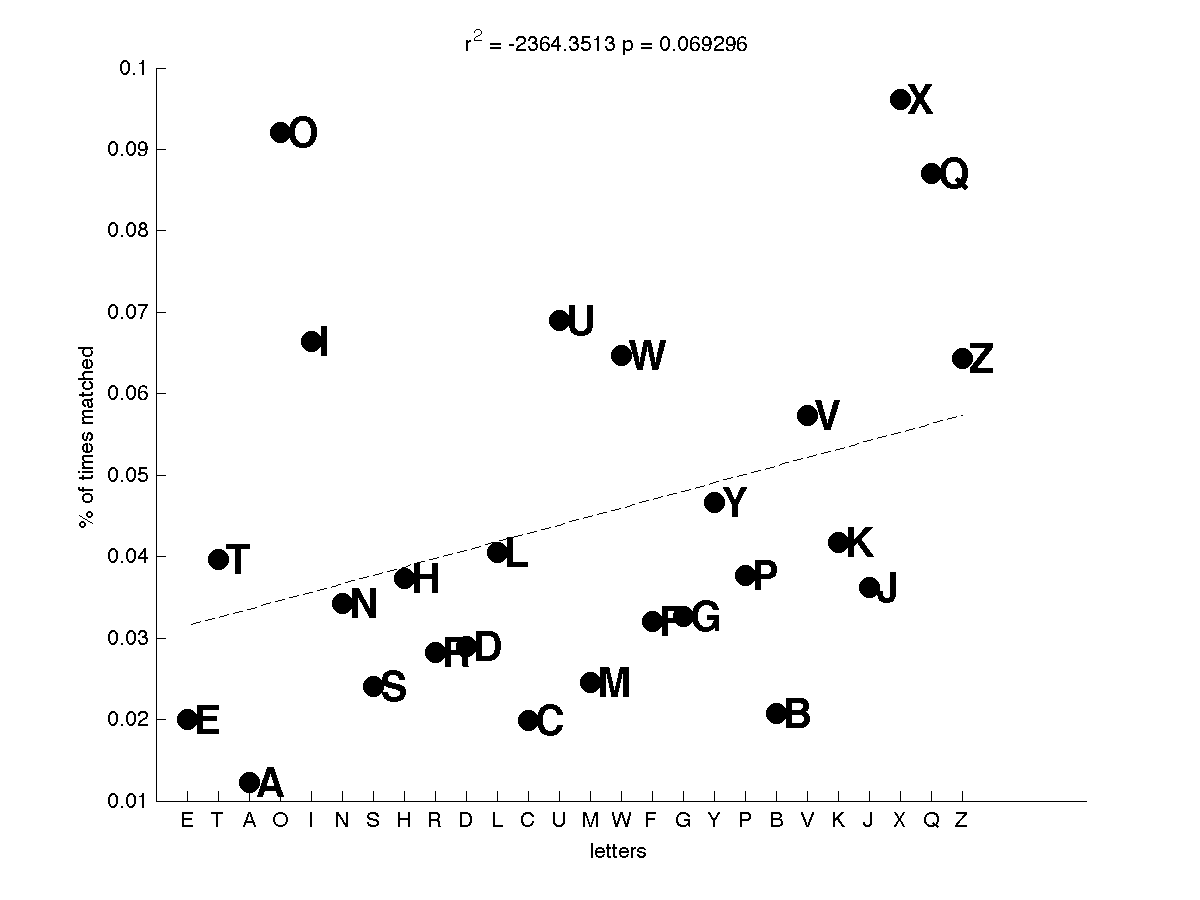 r2 = -2364.3513 p = 0.069296
0.1
0.09
0.08
0.07
0.06
0.05
0.04
0.03
0.02
0.01
% of times matched
X
O
Q
U
I
W
Z
V
Y
L
K
T
P
H
J
N
G
F
D
R
S
M
B
E
C
A
E T A O I N S H R D L C U M W F G Y P B V K J X Q Z
letters